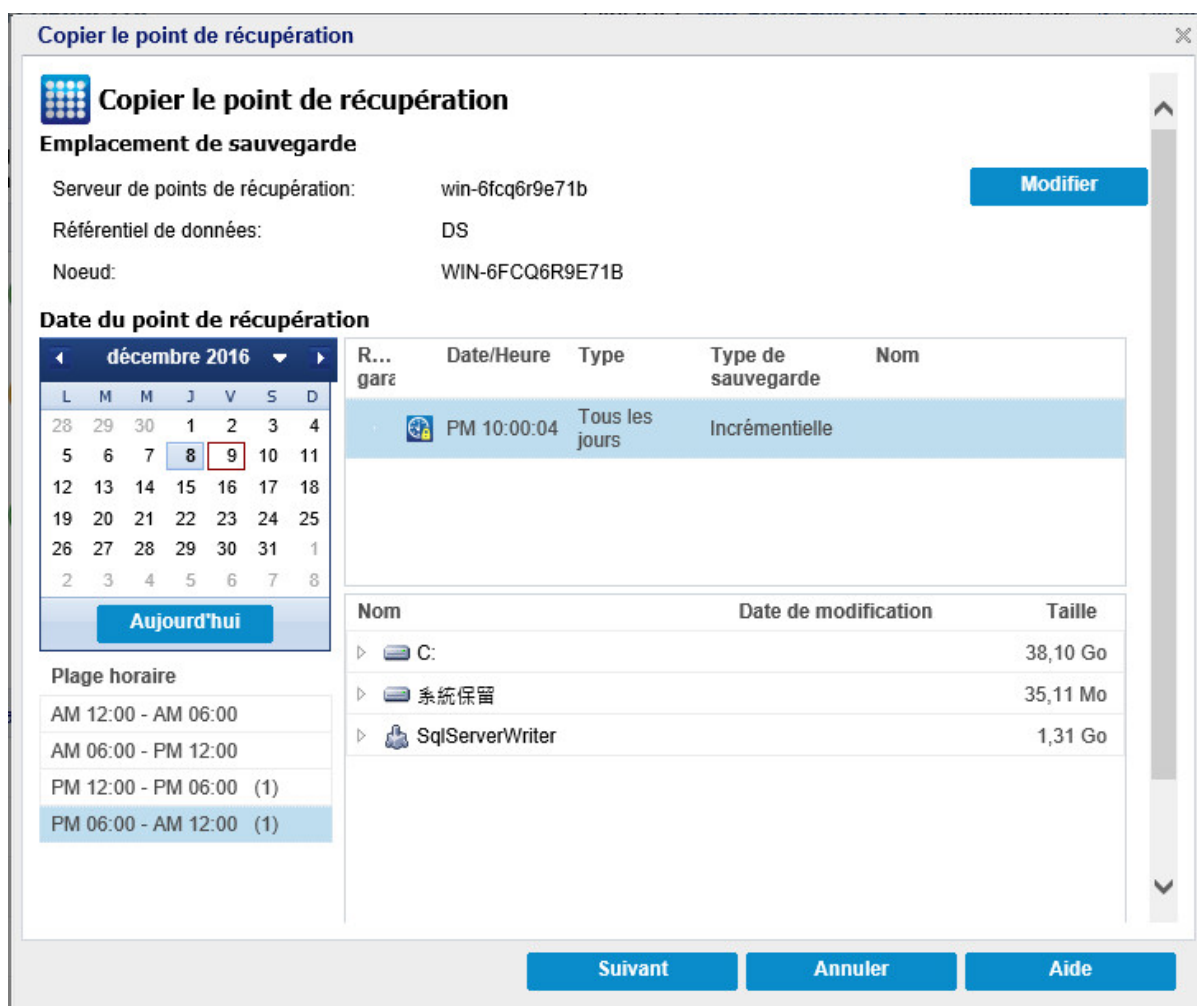 Copier le point de récupération
Copier le point de récupération
Emplacement de sauvegarde
Serveur de points de récupération: win-6fcq6r9e71b Modifier
Référentiel de données: DS
Noeud: WIN-6FCQ6R9E71B
Date du point de récupération
décembre 2016
L M M J V S D
28 29 30 1 2 3 4
5 6 7 8 9 10 11
12 13 14 15 16 17 18
19 20 21 22 23 24 25
26 27 28 29 30 31 1
2 3 4 5 6 7 8
Aujourd'hui
Plage horaire
AM 12:00 - AM 06:00
AM 06:00 - PM 12:00
PM 12:00 - PM 06:00 (1)
PM 06:00 - AM 12:00 (1)
R... gara Date/Heure Type Type de sauvegarde Nom
PM 10:00:04 Tous les jours Incrémentielle
Nom Date de modification Taille
C: 38,10 Go
系統保留 35,11 Mo
SqlServerWriter 1,31 Go
Suivant Annuler Aide